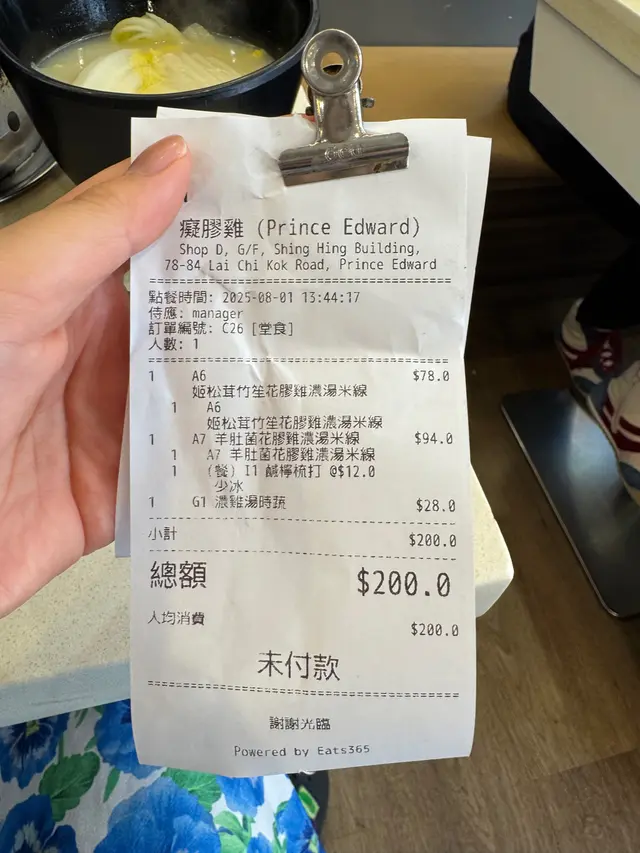 癡膠雞 (Prince Edward)
Shop D, G/F, Shing Hing Building,
78-84 Lai Chi Kok Road, Prince Edward
點餐時間: 2025-08-01 13:44:17
侍應: manager
訂單編號: C26 [堂食]
人數: 1
1 A6 $78.0
姬松茸竹笙花膠雞濃湯米線
1 A6
姬松茸竹笙花膠雞濃湯米線
1 A7 羊肚菌花膠雞濃湯米線 $94.0
1 A7 羊肚菌花膠雞濃湯米線
1 (餐) I1 鹹檸梳打 @$12.0
少冰
1 G1 濃雞湯時蔬 $28.0
小計 $200.0
總額 $200.0
人均消費 $200.0
未付款
謝謝光臨
Powered by Eats365